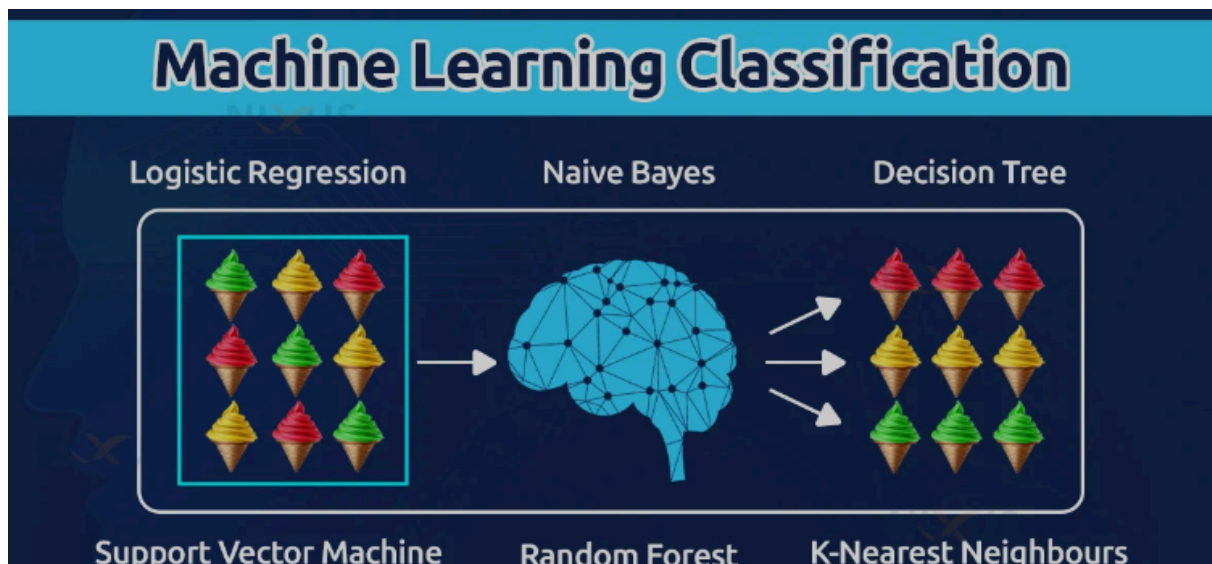 Machine Learning Classification
Logistic Regression
Naive Bayes
Decision Tree
Support Vector Machine
Random Forest
K-Nearest Neighbours